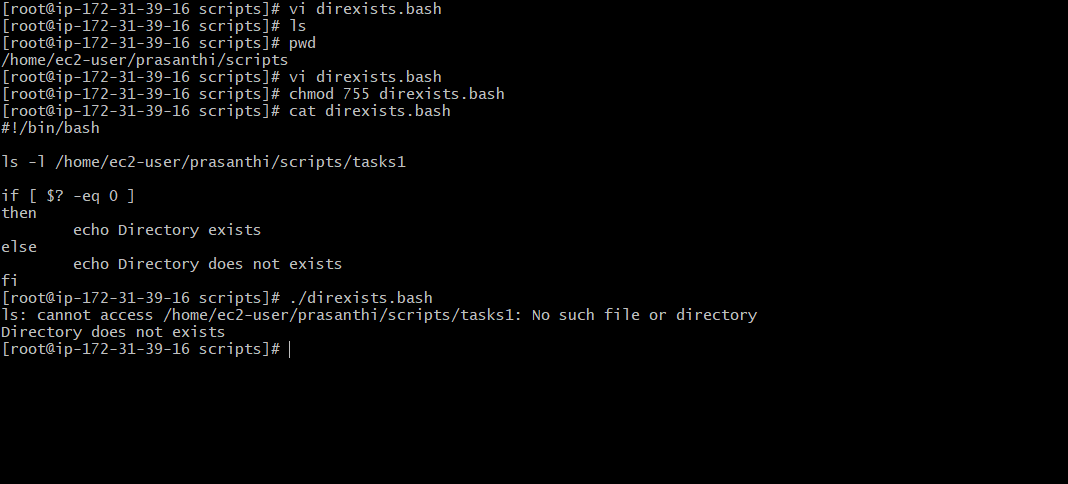 [root@ip-172-31-39-16 scripts]# vi direxists.bash
[root@ip-172-31-39-16 scripts]# ls
[root@ip-172-31-39-16 scripts]# pwd
/home/ec2-user/prasanthi/scripts
[root@ip-172-31-39-16 scripts]# vi direxists.bash
[root@ip-172-31-39-16 scripts]# chmod 755 direxists.bash
[root@ip-172-31-39-16 scripts]# cat direxists.bash
#!/bin/bash

ls -l /home/ec2-user/prasanthi/scripts/tasks1

if [ $? -eq 0 ]
then
        echo Directory exists
else
        echo Directory does not exists
fi
[root@ip-172-31-39-16 scripts]# ./direxists.bash
ls: cannot access /home/ec2-user/prasanthi/scripts/tasks1: No such file or directory
Directory does not exists
[root@ip-172-31-39-16 scripts]#